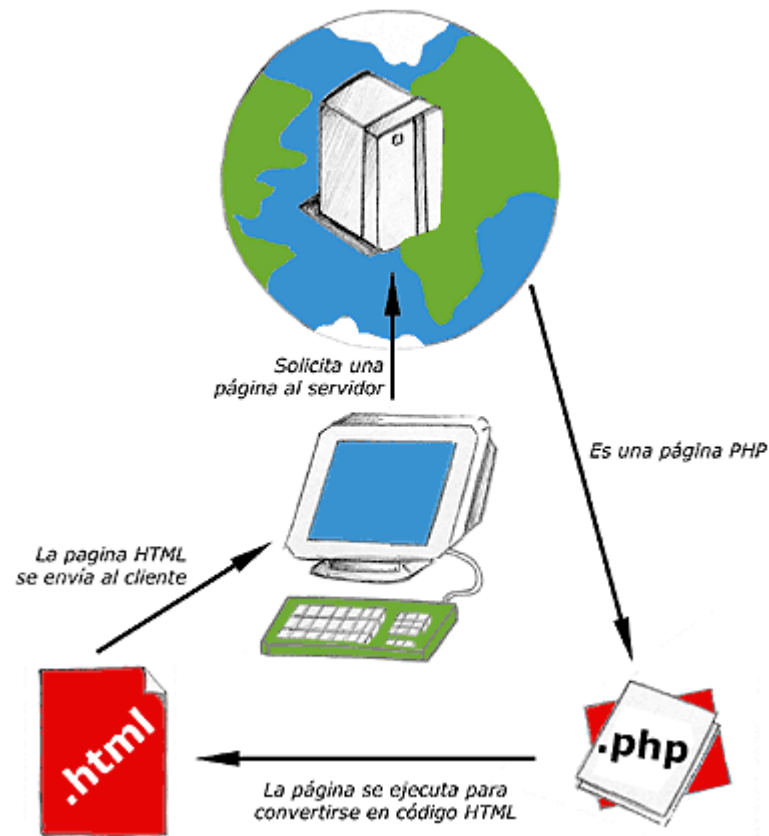 Solicita una
página al servidor
Es una página PHP
La pagina HTML
se envía al cliente
.html
.php
La página se ejecuta para
convertirse en código HTML